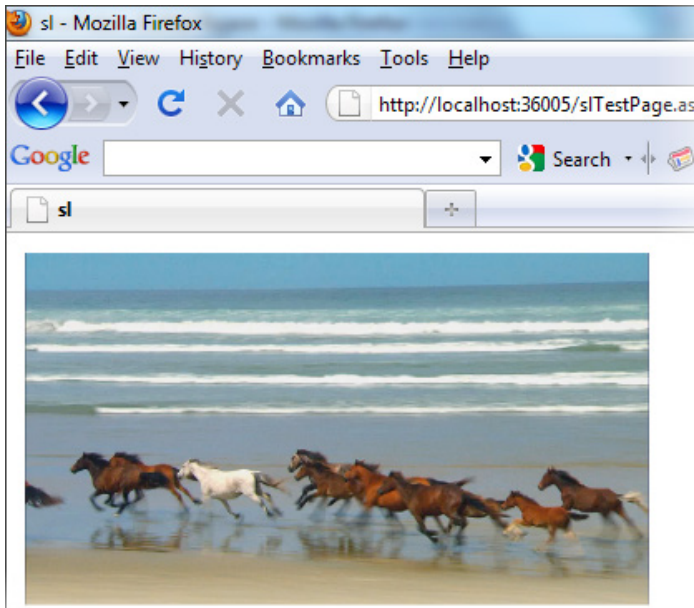 sl - Mozilla Firefox
File Edit View History Bookmarks Tools Help
http://localhost:36005/slTestPage.as
Google Search
sl